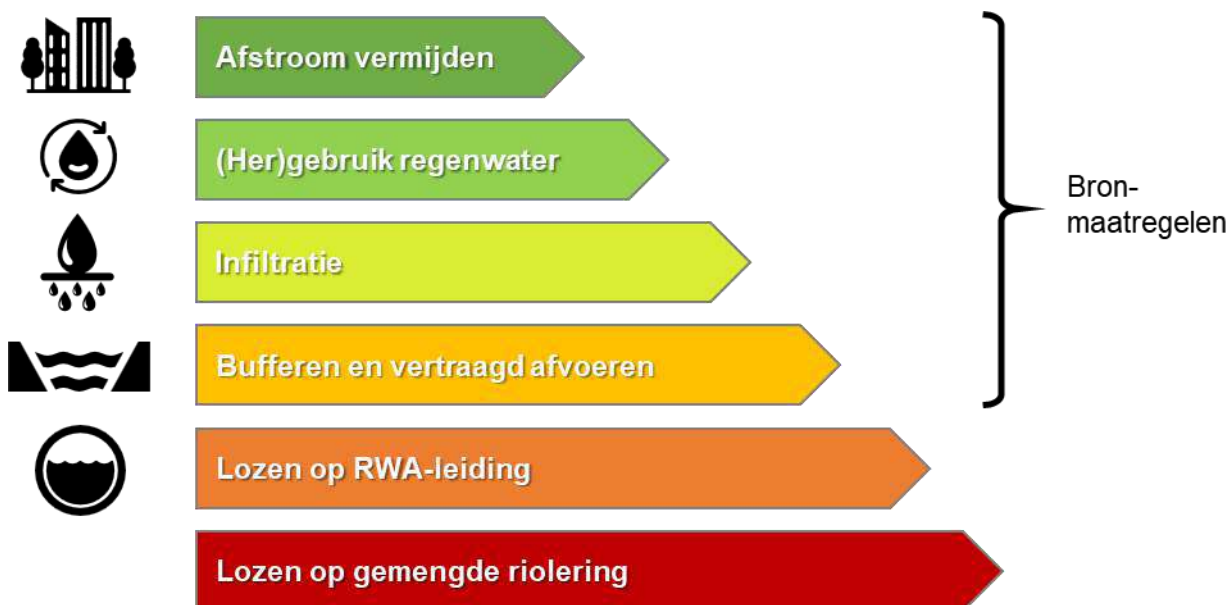 Afstroom vermijden
(Her)gebruik regenwater
Infiltratie
Bufferen en vertraagd afvoeren
Lozen op RWA-leiding
Lozen op gemengde riolering
Bron-
maatregelen